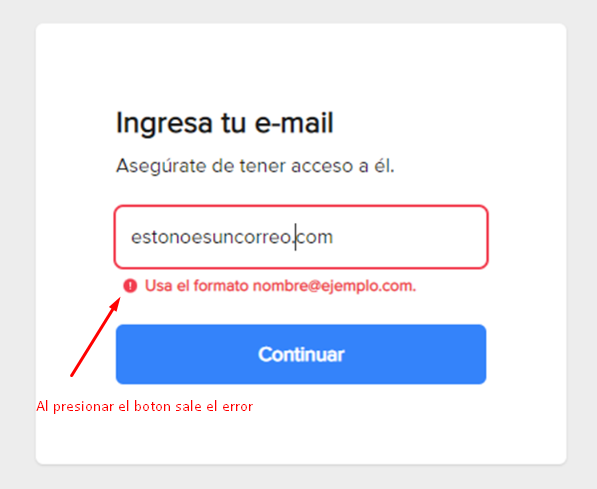 Ingresa tu e-mail
Asegúrate de tener acceso a él.
estonoesuncorreo.com
Usa el formato nombre@ejemplo.com.
Continuar
Al presionar el boton sale el error